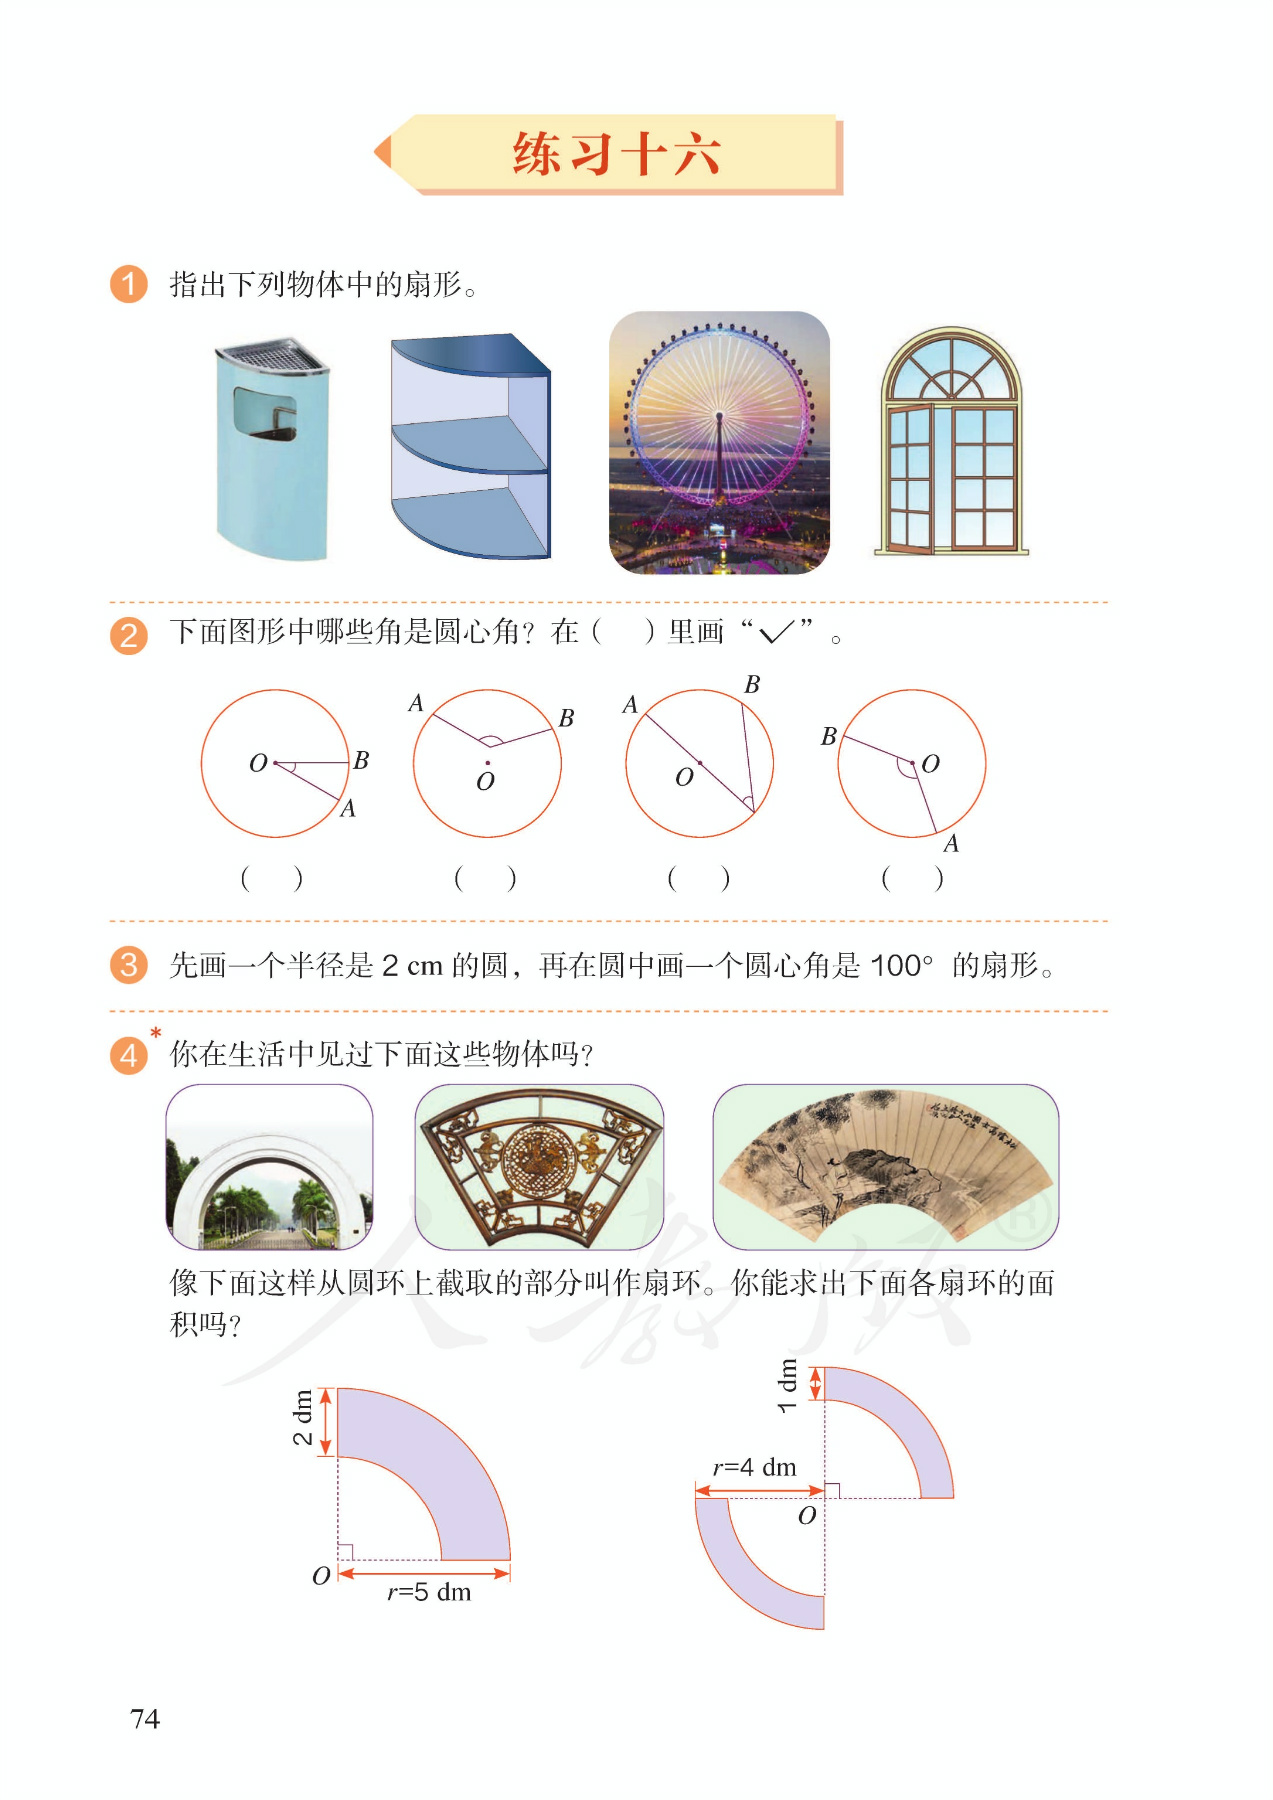 练习十六
1 指出下列物体中的扇形。
2 下面图形中哪些角是圆心角？在（　）里画“✓”。
O B A
A B O
A B O
B O A
（　）（　）（　）（　）
3 先画一个半径是 2 cm 的圆，再在圆中画一个圆心角是 100° 的扇形。
4* 你在生活中见过下面这些物体吗？
像下面这样从圆环上截取的部分叫作扇环。你能求出下面各扇环的面
积吗？
2 dm
O
r=5 dm
1 dm
r=4 dm
O
74
人教版®